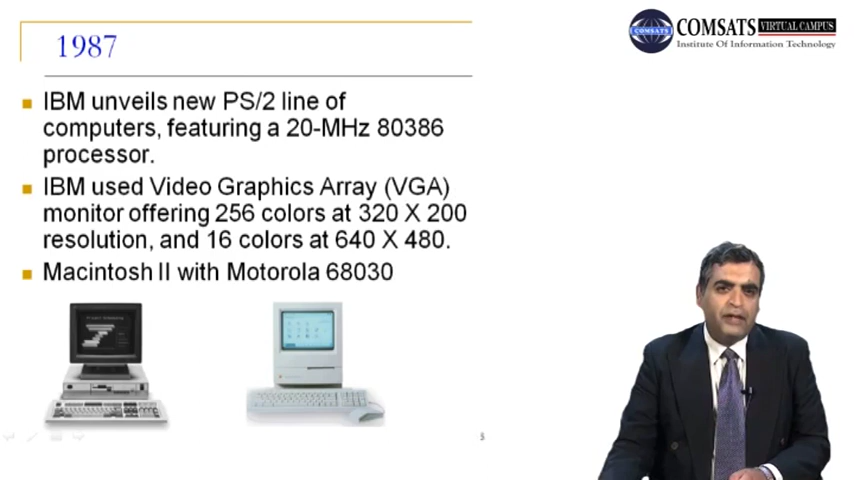 1987
IBM unveils new PS/2 line of
computers, featuring a 20-MHz 80386
processor.
IBM used Video Graphics Array (VGA)
monitor offering 256 colors at 320 X 200
resolution, and 16 colors at 640 X 480.
Macintosh II with Motorola 68030
5
COMSATS VIRTUAL CAMPUS
Institute Of Information Technology
COMSATS